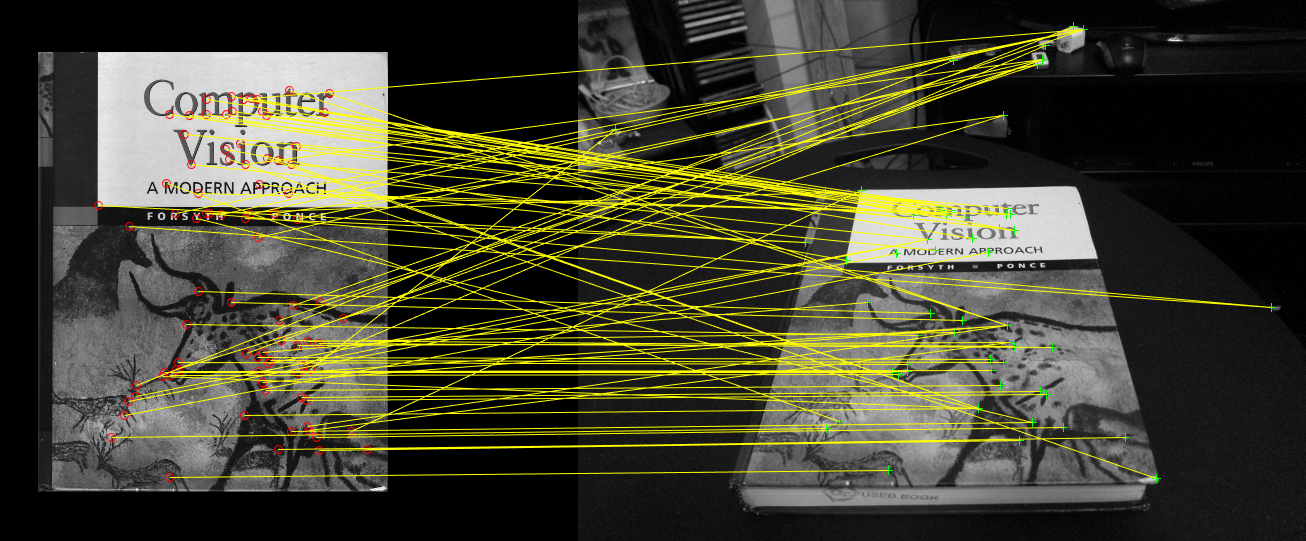 Computer
Vision
A MODERN APPROACH
FORSYTH PONCE
Computer
Vision
A MODERN APPROACH
FORSYTH PONCE
USED BOOK